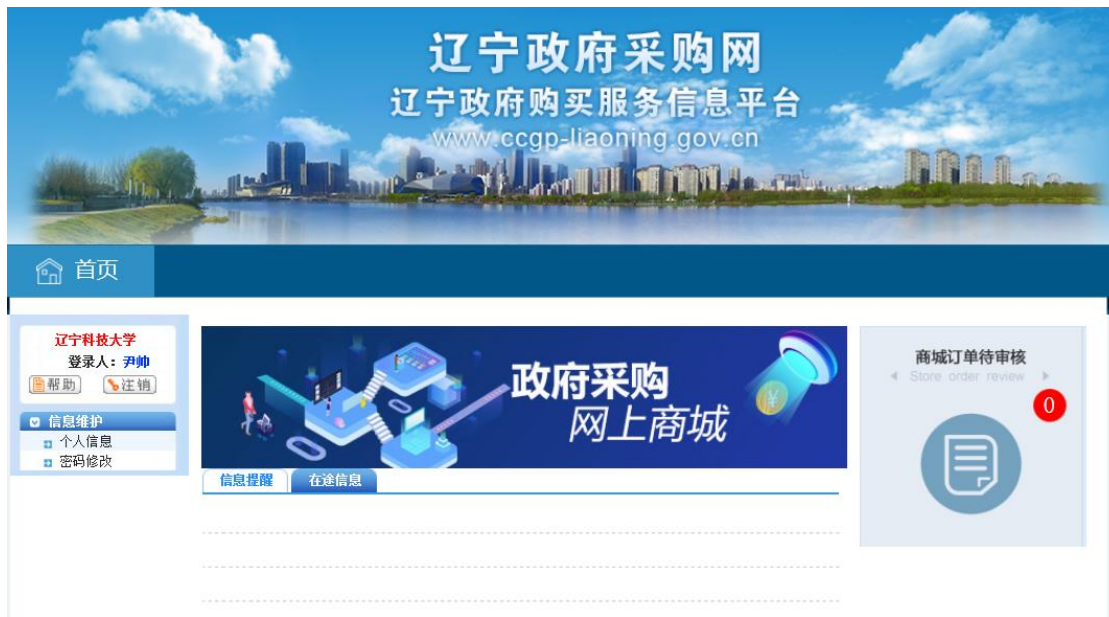 辽宁政府采购网
辽宁政府购买服务信息平台
www.ccgp-liaoning.gov.cn
首页
辽宁科技大学
登录人：尹帅
帮助 注销
信息维护
个人信息
密码修改
政府采购
网上商城
信息提醒 在途信息
商城订单待审核
Store order review
0
¥